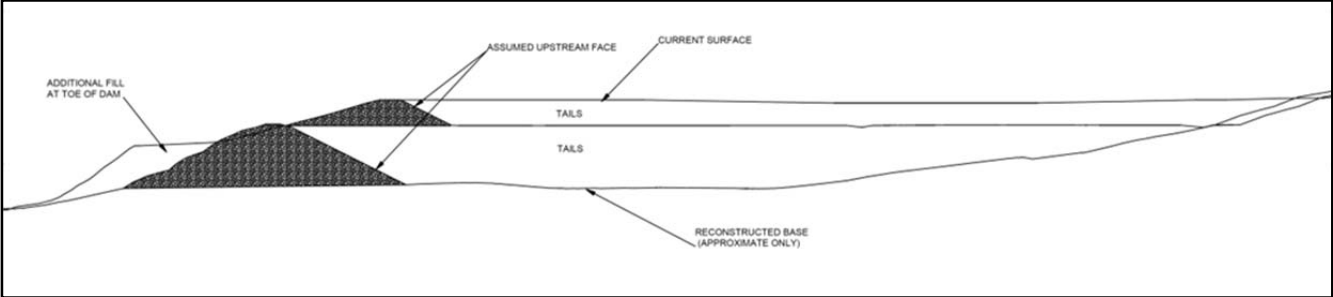 ASSUMED UPSTREAM FACE
CURRENT SURFACE
ADDITIONAL FILL
AT TOE OF DAM
TAILS
TAILS
RECONSTRUCTED BASE
(APPROXIMATE ONLY)